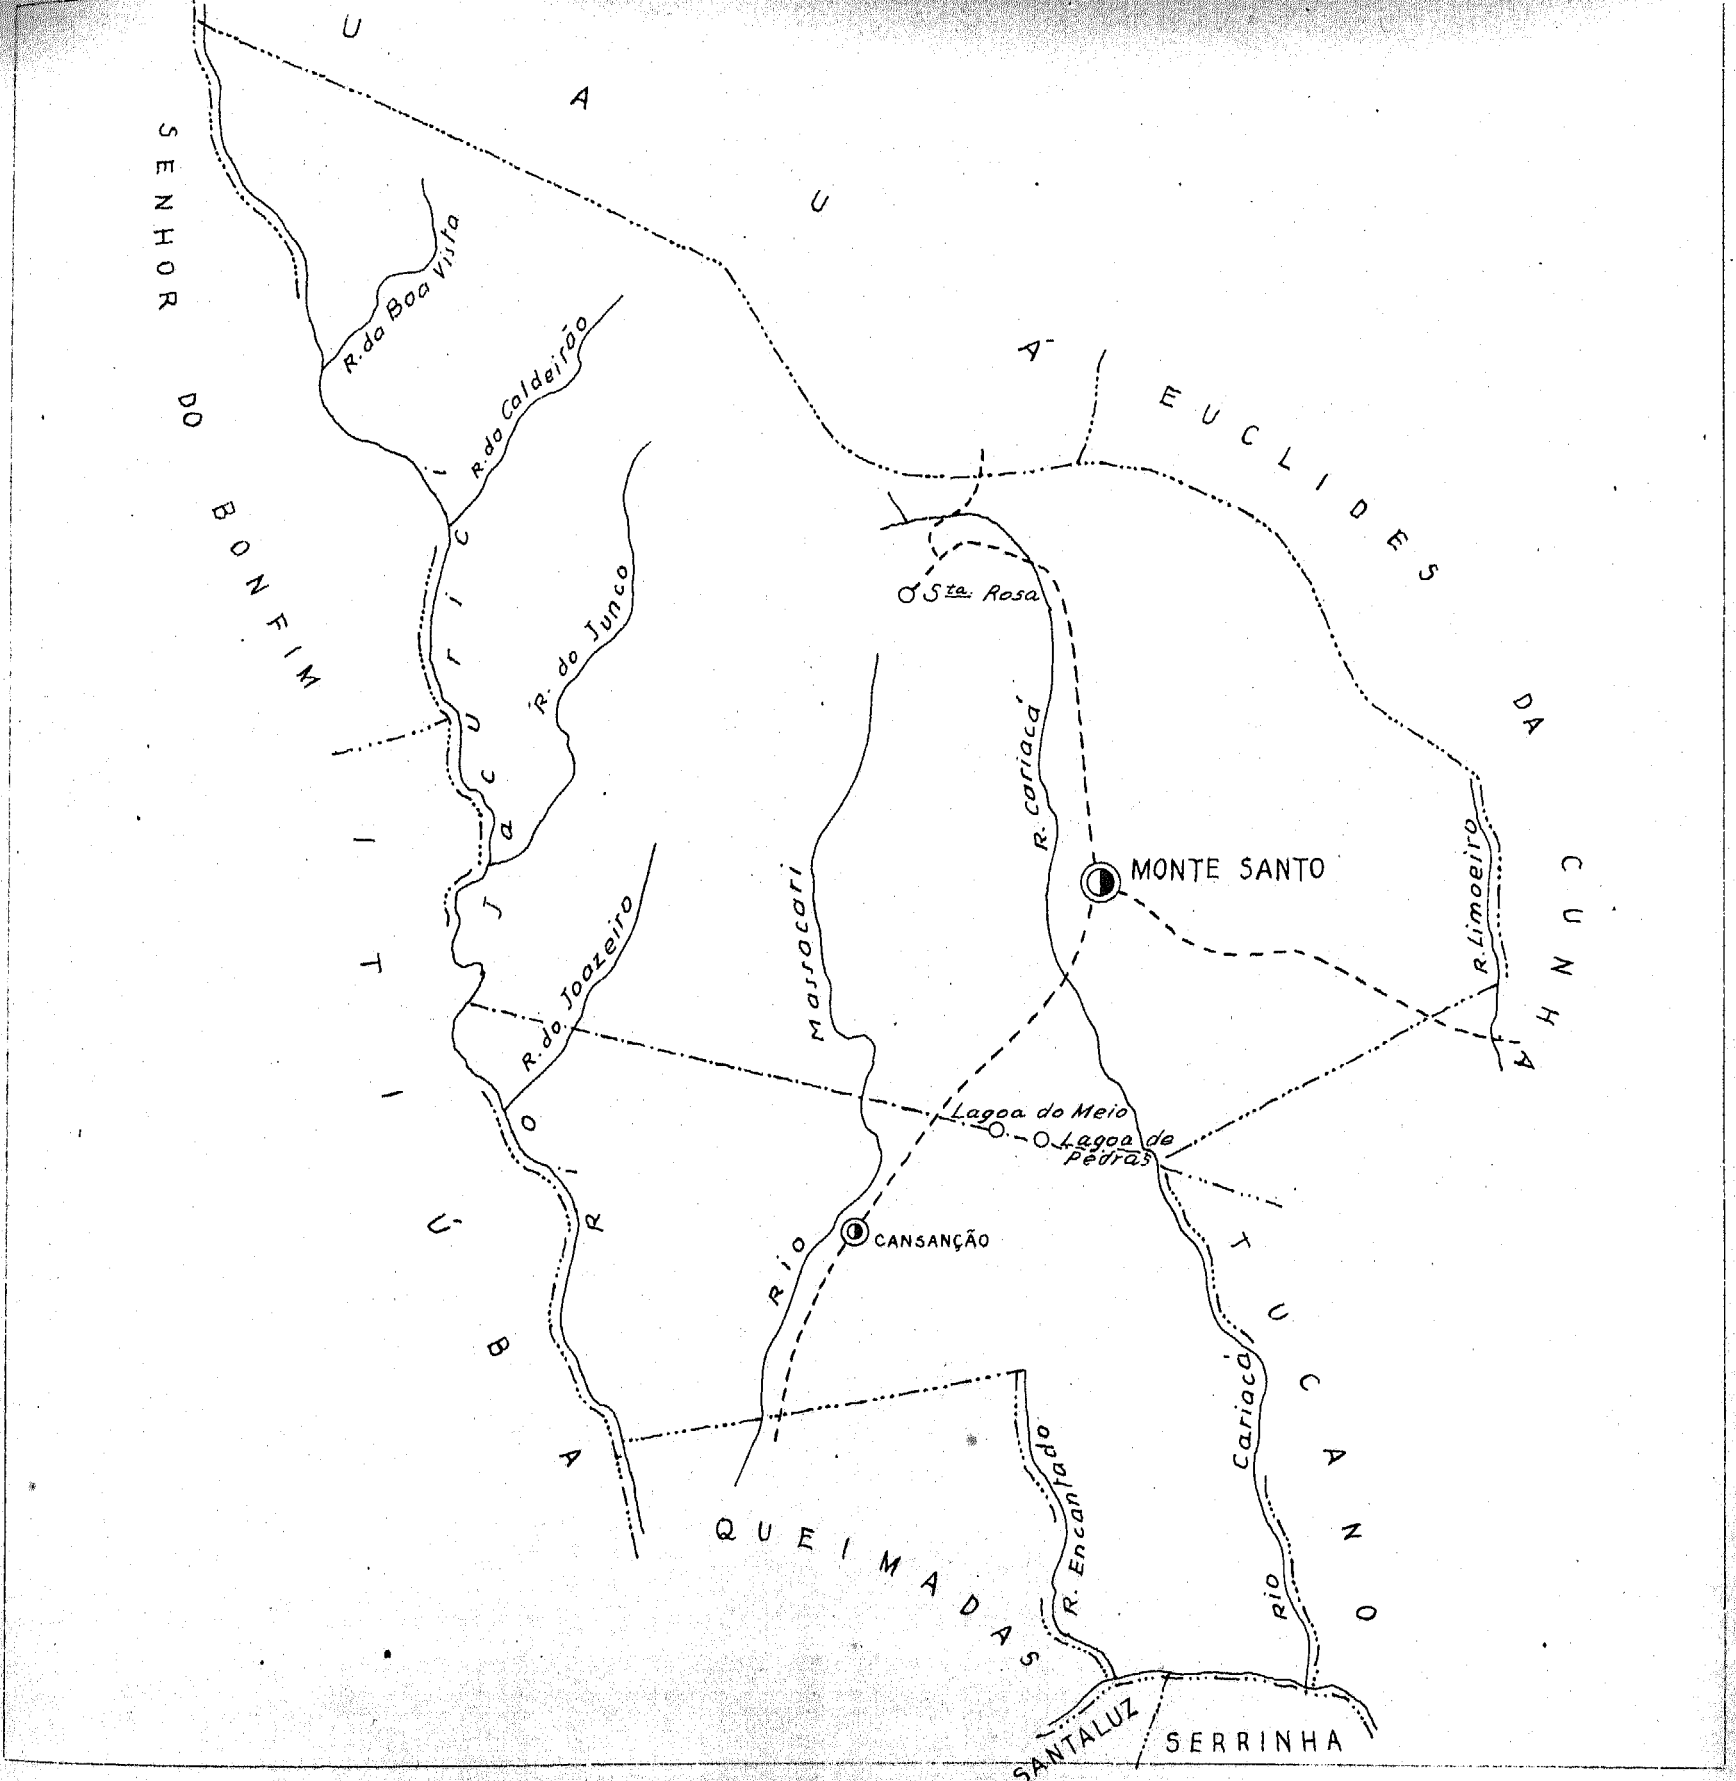 UAUÁ
SENHOR DO BONFIM
R. da Boa Vista
R. do Caldeirão
EUCLIDES DA CUNHA
Sta. Rosa
R. do Junco
R. Cariacá
MONTE SANTO
R. Limoeiro
Massacari
R. do Joazeiro
Lagoa do Meio
Lagoa de
Pedras
ITIÚBA
CANSANÇÃO
RIO
TUCANO
Cariacá
R. Encantado
QUEIMADAS
Rio
SANTALUZ
SERRINHA